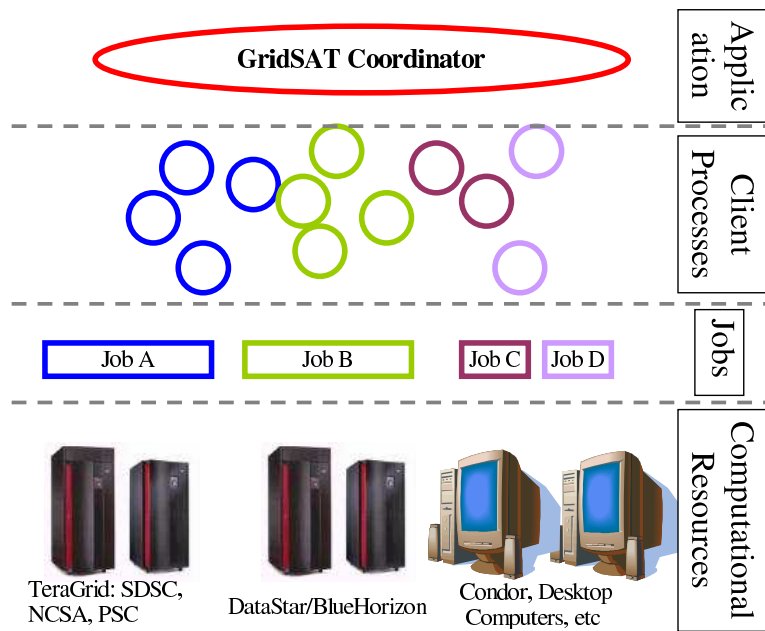 GridSAT Coordinator
Applic
ation
Client
Processes
Job A
Job B
Job C
Job D
Jobs
TeraGrid: SDSC,
NCSA, PSC
DataStar/BlueHorizon
Condor, Desktop
Computers, etc
Computational
Resources